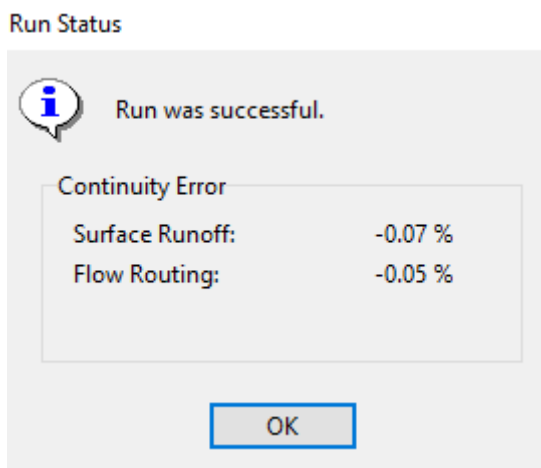 Run Status
Run was successful.
Continuity Error
Surface Runoff: -0.07 %
Flow Routing: -0.05 %
OK